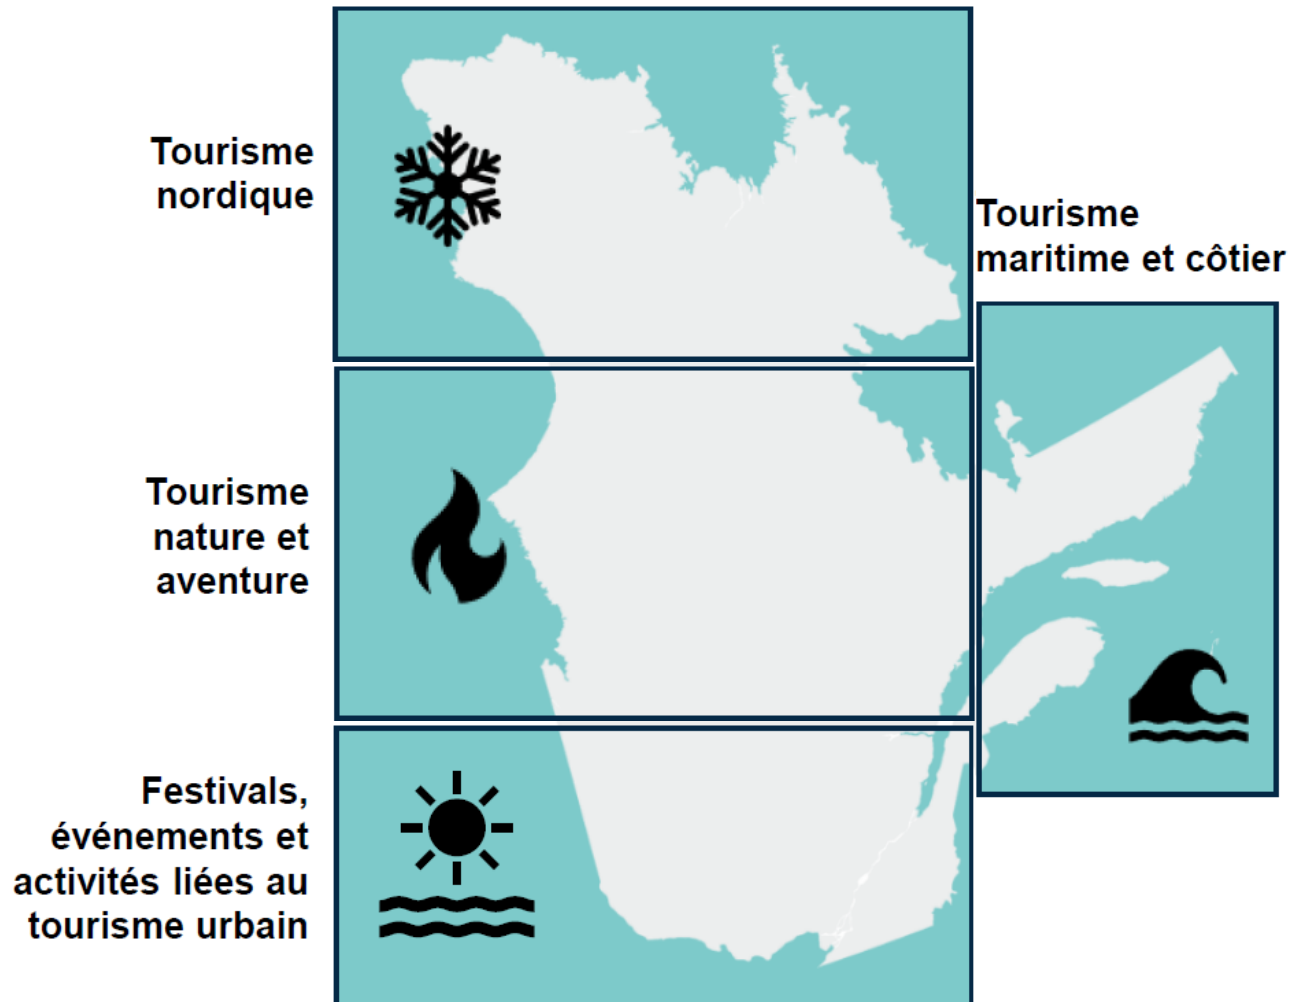 Tourisme
nordique
Tourisme
maritime et côtier
Tourisme
nature et
aventure
Festivals,
événements et
activités liées au
tourisme urbain